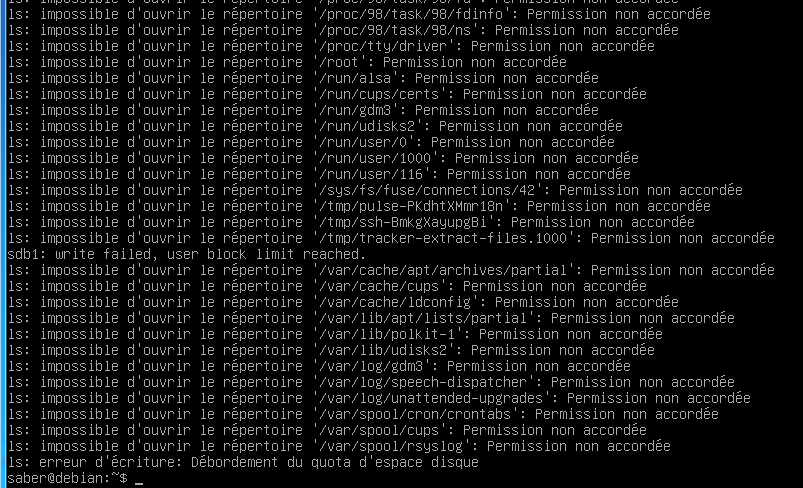 ls: impossible d'ouvrir le répertoire '/proc/98/task/98/fd': Permission non accordée
ls: impossible d'ouvrir le répertoire '/proc/98/task/98/fdinfo': Permission non accordée
ls: impossible d'ouvrir le répertoire '/proc/98/task/98/ns': Permission non accordée
ls: impossible d'ouvrir le répertoire '/proc/tty/driver': Permission non accordée
ls: impossible d'ouvrir le répertoire '/root': Permission non accordée
ls: impossible d'ouvrir le répertoire '/run/alsa': Permission non accordée
ls: impossible d'ouvrir le répertoire '/run/cups/certs': Permission non accordée
ls: impossible d'ouvrir le répertoire '/run/gdm3': Permission non accordée
ls: impossible d'ouvrir le répertoire '/run/udisks2': Permission non accordée
ls: impossible d'ouvrir le répertoire '/run/user/0': Permission non accordée
ls: impossible d'ouvrir le répertoire '/run/user/1000': Permission non accordée
ls: impossible d'ouvrir le répertoire '/run/user/116': Permission non accordée
ls: impossible d'ouvrir le répertoire '/sys/fs/fuse/connections/42': Permission non accordée
ls: impossible d'ouvrir le répertoire '/tmp/pulse-PKdhtXMmr18n': Permission non accordée
ls: impossible d'ouvrir le répertoire '/tmp/ssh-BmkgXayupgBi': Permission non accordée
ls: impossible d'ouvrir le répertoire '/tmp/tracker-extract-files.1000': Permission non accordée
sdb1: write failed, user block limit reached.
ls: impossible d'ouvrir le répertoire '/var/cache/apt/archives/partial': Permission non accordée
ls: impossible d'ouvrir le répertoire '/var/cache/cups': Permission non accordée
ls: impossible d'ouvrir le répertoire '/var/cache/ldconfig': Permission non accordée
ls: impossible d'ouvrir le répertoire '/var/lib/apt/lists/partial': Permission non accordée
ls: impossible d'ouvrir le répertoire '/var/lib/polkit-1': Permission non accordée
ls: impossible d'ouvrir le répertoire '/var/lib/udisks2': Permission non accordée
ls: impossible d'ouvrir le répertoire '/var/log/gdm3': Permission non accordée
ls: impossible d'ouvrir le répertoire '/var/log/speech-dispatcher': Permission non accordée
ls: impossible d'ouvrir le répertoire '/var/log/unattended-upgrades': Permission non accordée
ls: impossible d'ouvrir le répertoire '/var/spool/cron/crontabs': Permission non accordée
ls: impossible d'ouvrir le répertoire '/var/spool/cups': Permission non accordée
ls: impossible d'ouvrir le répertoire '/var/spool/rsyslog': Permission non accordée
ls: erreur d'écriture: Débordement du quota d'espace disque
saber@debian:~$ _